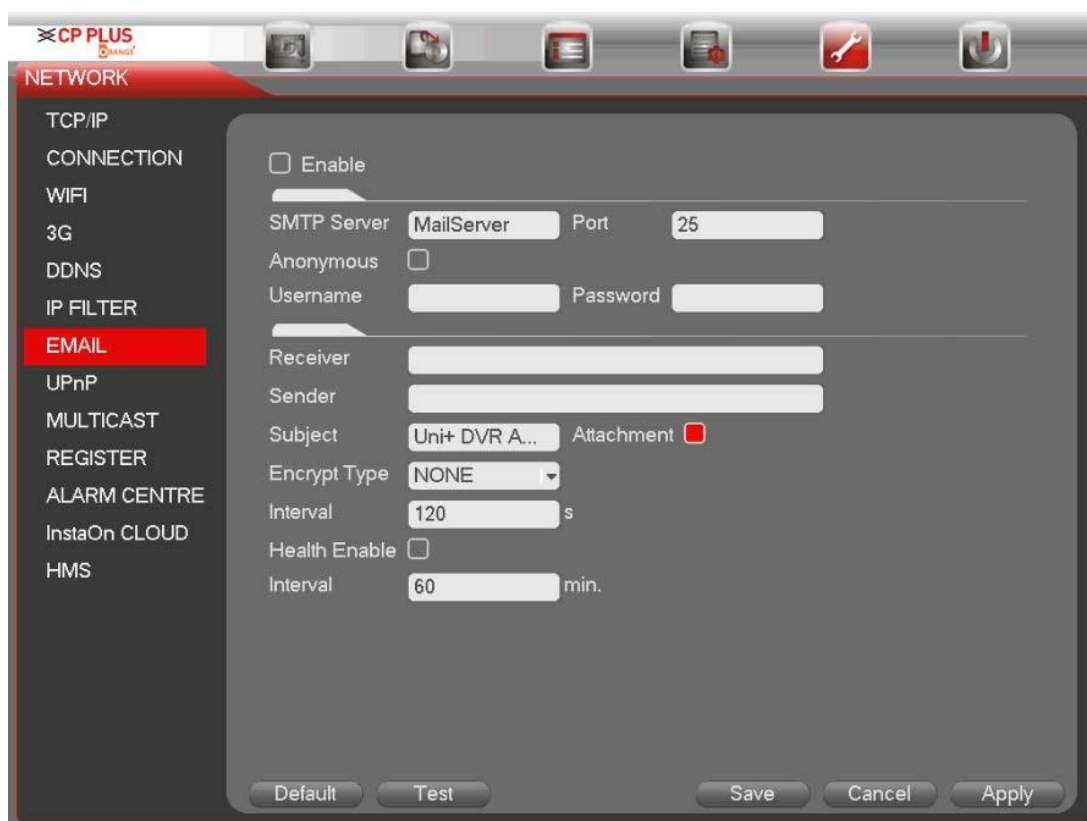 CP PLUS
ORANGE
NETWORK
TCP/IP
CONNECTION
WIFI
3G
DDNS
IP FILTER
EMAIL
UPnP
MULTICAST
REGISTER
ALARM CENTRE
InstaOn CLOUD
HMS
Enable
SMTP Server MailServer Port 25
Anonymous
Username Password
Receiver
Sender
Subject Uni+ DVR A... Attachment
Encrypt Type NONE
Interval 120 s
Health Enable
Interval 60 min.
Default Test Save Cancel Apply